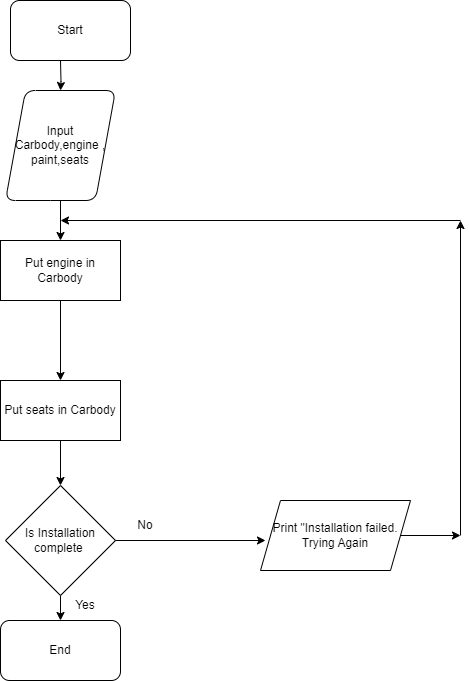 Start
Input
Carbody,engine ,
paint,seats
Put engine in
Carbody
Put seats in Carbody
Is Installation
complete
No
Print "Installation failed.
Trying Again
Yes
End